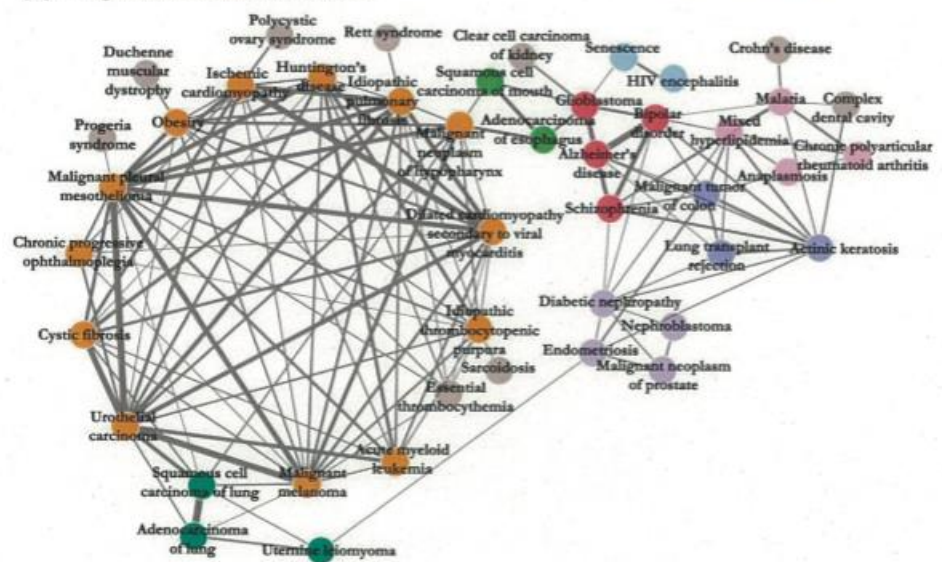 Polycystic
ovary syndrome
Rett syndrome
Clear cell carcinoma
of kidney
Senescence
Crohn's disease
Duchenne
muscular
dystrophy
Ischemic
cardiomyopathy
Huntington's
disease
Idiopathic
pulmonary
fibrosis
Squamous cell
carcinoma of mouth
HIV encephalitis
Glioblastoma
Malaria
Complex
dental cavity
Obesity
Progeria
syndrome
Malignant
neoplasm
of hypopharynx
Adenocarcinoma
of esophagus
Bipolar
disorder
Mixed
hyperlipidemia
Chronic polyarticular
rheumatoid arthritis
Alzheimer's
disease
Anaplasmosis
Malignant pleural
mesothelioma
Malignant tumor
of colon
Schizophrenia
Dilated cardiomyopathy
secondary to viral
myocarditis
Chronic progressive
ophthalmoplegia
Lung transplant
rejection
Actinic keratosis
Diabetic nephropathy
Idiopathic
thrombocytopenic
purpura
Nephroblastoma
Cystic fibrosis
Endometriosis
Malignant neoplasm
of prostate
Sarcoidosis
Essential
thrombocythemia
Urothelial
carcinoma
Acute myeloid
leukemia
Squamous cell
carcinoma of lung
Malignant
melanoma
Adenocarcinoma
of lung
Uternine leiomyoma